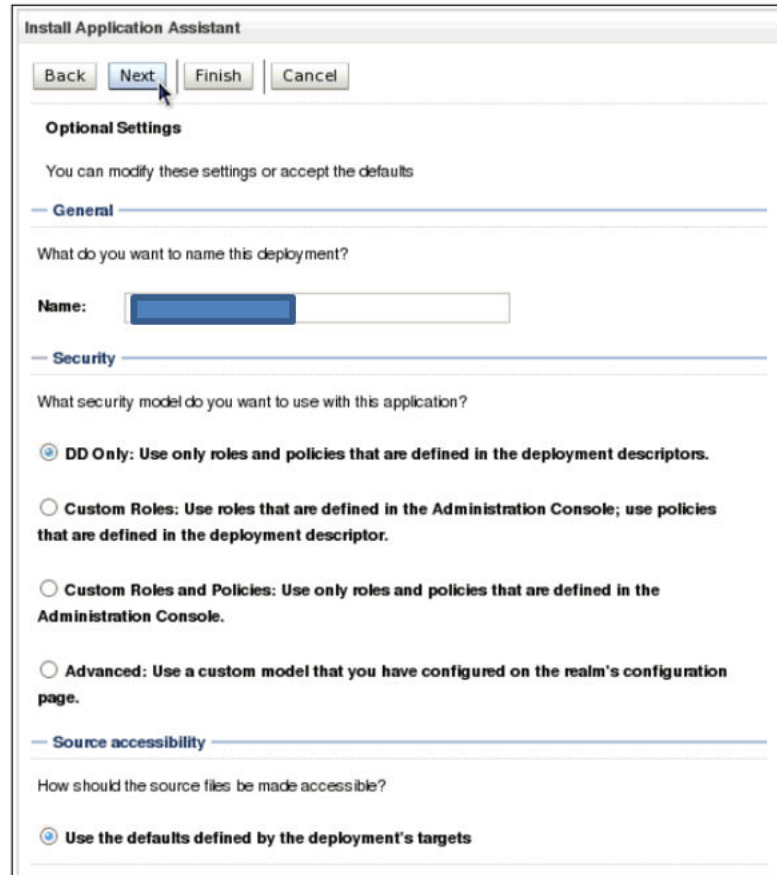 Install Application Assistant
Back Next Finish Cancel
Optional Settings
You can modify these settings or accept the defaults
General
What do you want to name this deployment?
Name:
Security
What security model do you want to use with this application?
DD Only: Use only roles and policies that are defined in the deployment descriptors.
Custom Roles: Use roles that are defined in the Administration Console; use policies
that are defined in the deployment descriptor.
Custom Roles and Policies: Use only roles and policies that are defined in the
Administration Console.
Advanced: Use a custom model that you have configured on the realm's configuration
page.
Source accessibility
How should the source files be made accessible?
Use the defaults defined by the deployment's targets